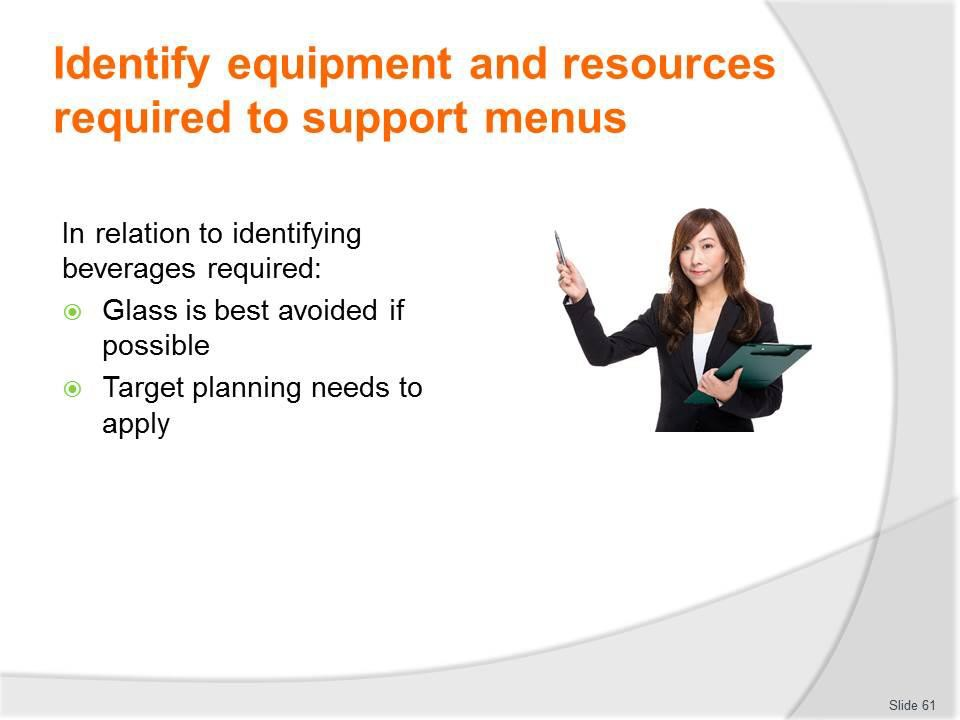 Identify equipment and resources
required to support menus
In relation to identifying
beverages required:
Glass is best avoided if
possible
Target planning needs to
apply
Slide 61